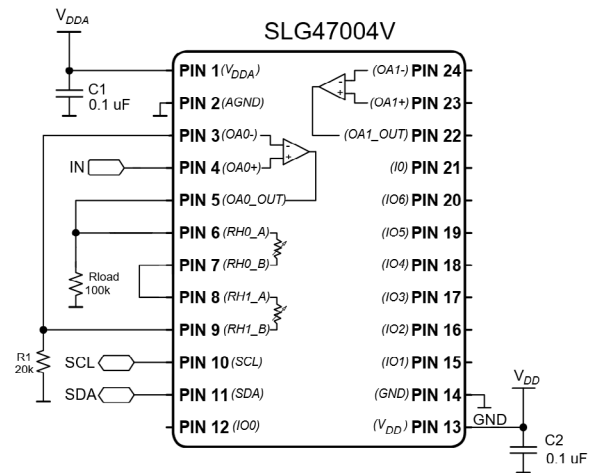 V_DDA
SLG47004V
C1
0.1 uF
PIN 1 (V_DDA)
PIN 2 (AGND)
PIN 3 (OA0-)
IN
PIN 4 (OA0+)
PIN 5 (OA0_OUT)
PIN 6 (RH0_A)
PIN 7 (RH0_B)
Rload
100k
PIN 8 (RH1_A)
PIN 9 (RH1_B)
R1
20k
SCL
PIN 10 (SCL)
SDA
PIN 11 (SDA)
PIN 12 (IO0)
(OA1-) PIN 24
(OA1+) PIN 23
(OA1_OUT) PIN 22
(I0) PIN 21
(IO6) PIN 20
(IO5) PIN 19
(IO4) PIN 18
(IO3) PIN 17
(IO2) PIN 16
(IO1) PIN 15
(GND) PIN 14
GND
(V_DD) PIN 13
V_DD
C2
0.1 uF